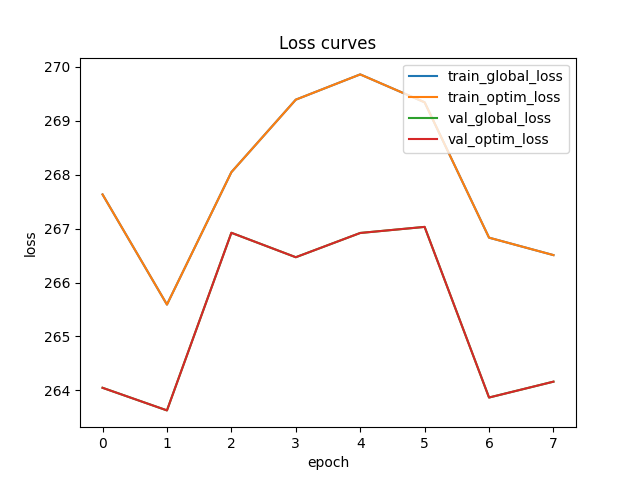 Loss curves
270
269
268
267
266
265
264
loss
train_global_loss
train_optim_loss
val_global_loss
val_optim_loss
0 1 2 3 4 5 6 7
epoch